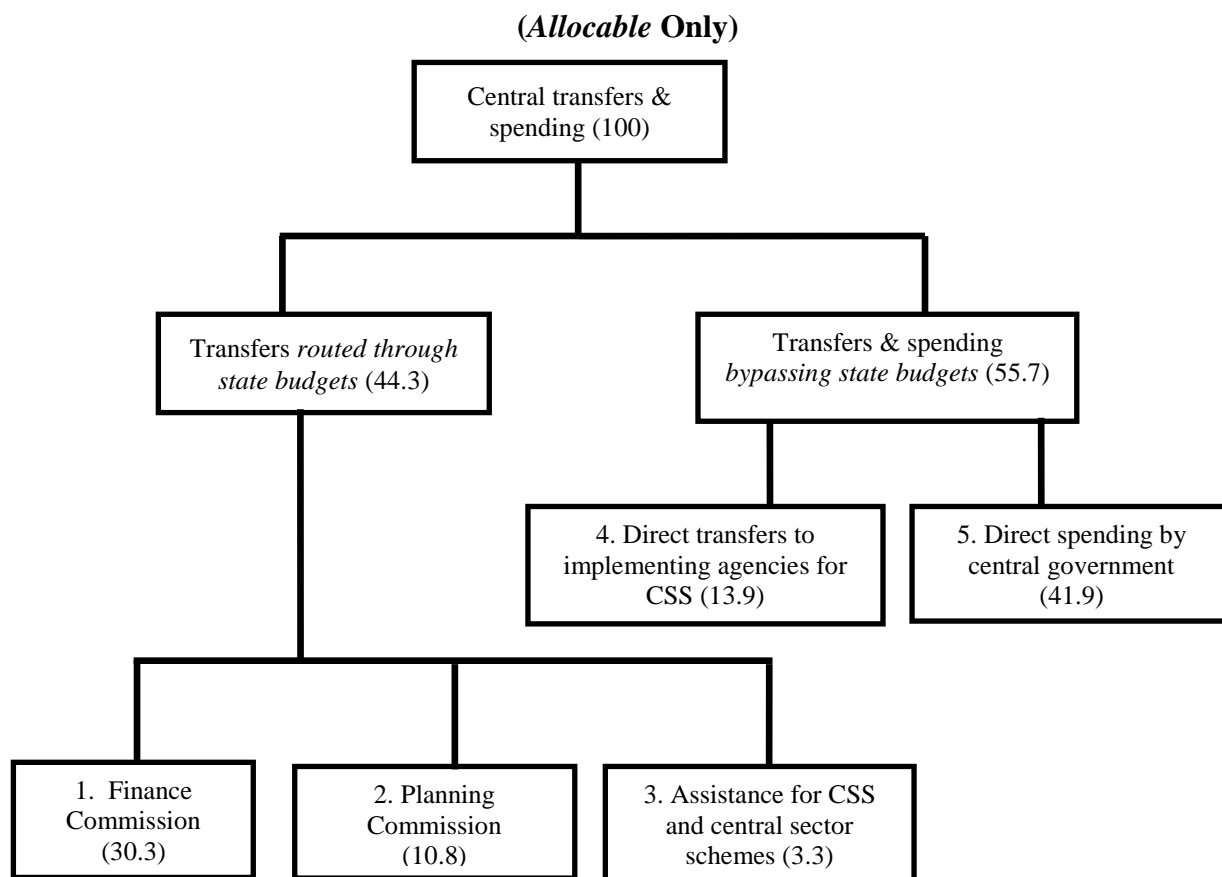 (Allocable Only)
Central transfers &
spending (100)
Transfers routed through
state budgets (44.3)
Transfers & spending
bypassing state budgets (55.7)
4. Direct transfers to
implementing agencies for
CSS (13.9)
5. Direct spending by
central government
(41.9)
1. Finance
Commission
(30.3)
2. Planning
Commission
(10.8)
3. Assistance for CSS
and central sector
schemes (3.3)